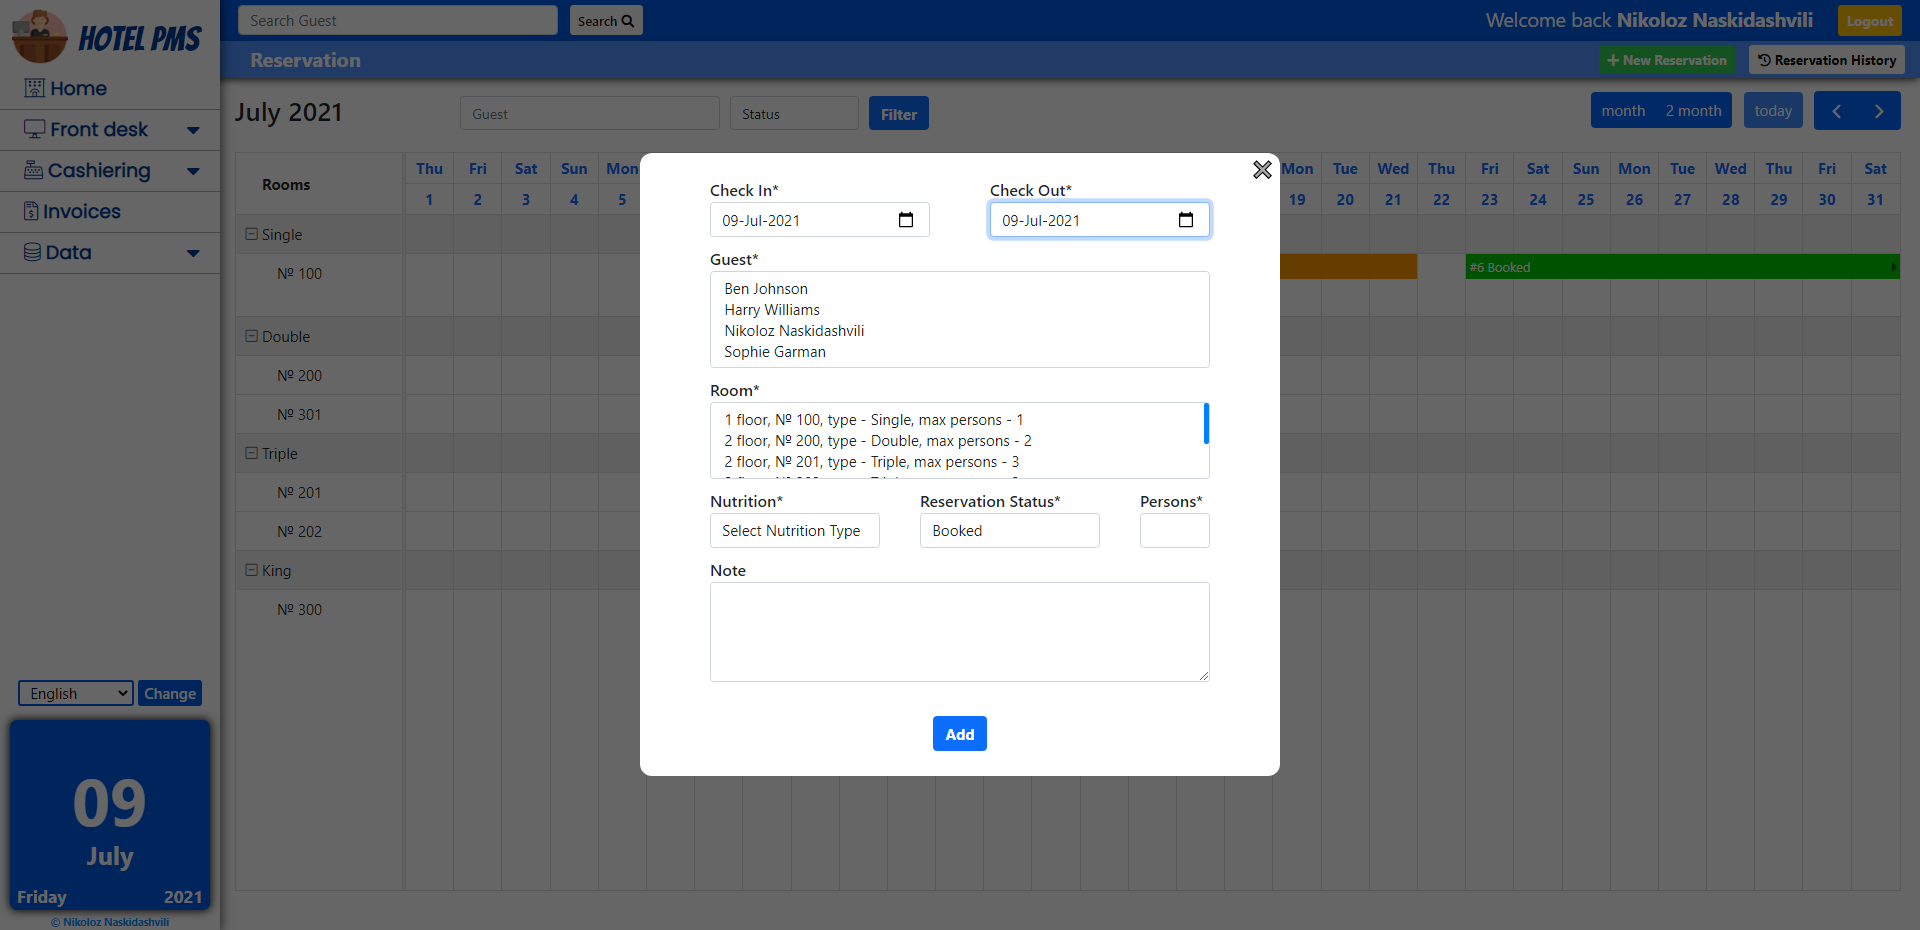 HOTEL PMS
Home
Front desk
Cashiering
Invoices
Data
English
Change
09
July
Friday 2021
© Nikoloz Naskidashvili
Search Guest
Search
Welcome back Nikoloz Naskidashvili
Logout
Reservation
New Reservation
Reservation History
July 2021
Guest
Status
Filter
month 2 month
today
Rooms
Thu Fri Sat Sun Mon
1 2 3 4 5
Mon Tue Wed Thu Fri Sat Sun Mon Tue Wed Thu Fri Sat
19 20 21 22 23 24 25 26 27 28 29 30 31
Single
№ 100
#6 Booked
Double
№ 200
№ 301
Triple
№ 201
№ 202
King
№ 300
Check In* Check Out*
09-Jul-2021 09-Jul-2021
Guest*
Ben Johnson
Harry Williams
Nikoloz Naskidashvili
Sophie Garman
Room*
1 floor, № 100, type - Single, max persons - 1
2 floor, № 200, type - Double, max persons - 2
2 floor, № 201, type - Triple, max persons - 3
Nutrition* Reservation Status* Persons*
Select Nutrition Type Booked
Note
Add